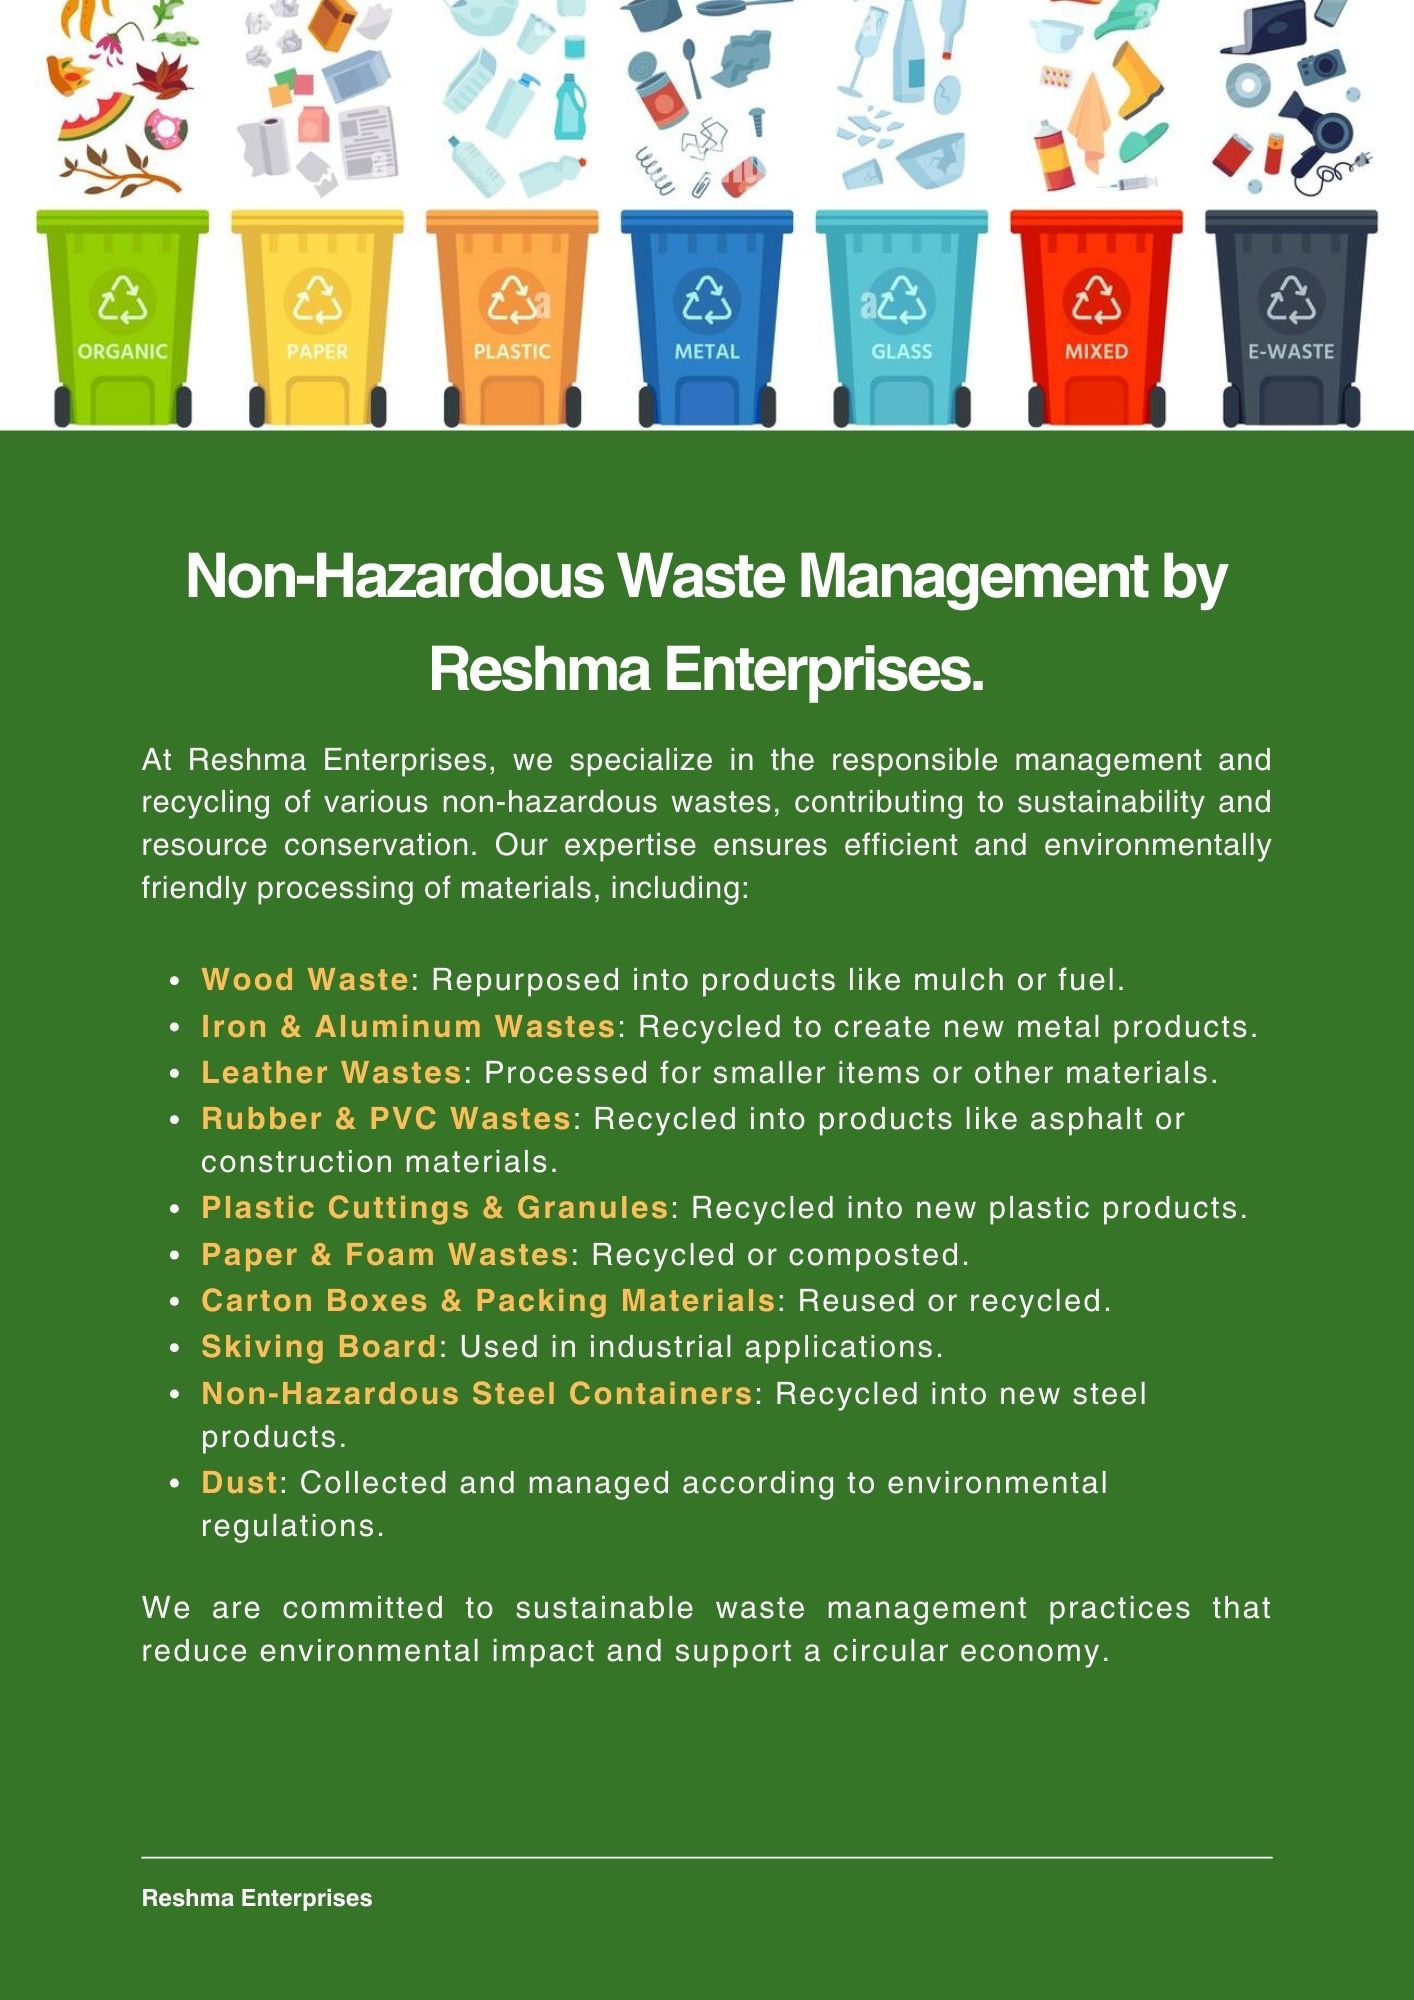 ORGANIC
PAPER
PLASTIC
METAL
GLASS
MIXED
E-WASTE
Non-Hazardous Waste Management by
Reshma Enterprises.
At Reshma Enterprises, we specialize in the responsible management and
recycling of various non-hazardous wastes, contributing to sustainability and
resource conservation. Our expertise ensures efficient and environmentally
friendly processing of materials, including:
• Wood Waste: Repurposed into products like mulch or fuel.
• Iron & Aluminum Wastes: Recycled to create new metal products.
• Leather Wastes: Processed for smaller items or other materials.
• Rubber & PVC Wastes: Recycled into products like asphalt or
construction materials.
• Plastic Cuttings & Granules: Recycled into new plastic products.
• Paper & Foam Wastes: Recycled or composted.
• Carton Boxes & Packing Materials: Reused or recycled.
• Skiving Board: Used in industrial applications.
• Non-Hazardous Steel Containers: Recycled into new steel
products.
• Dust: Collected and managed according to environmental
regulations.
We are committed to sustainable waste management practices that
reduce environmental impact and support a circular economy.
Reshma Enterprises